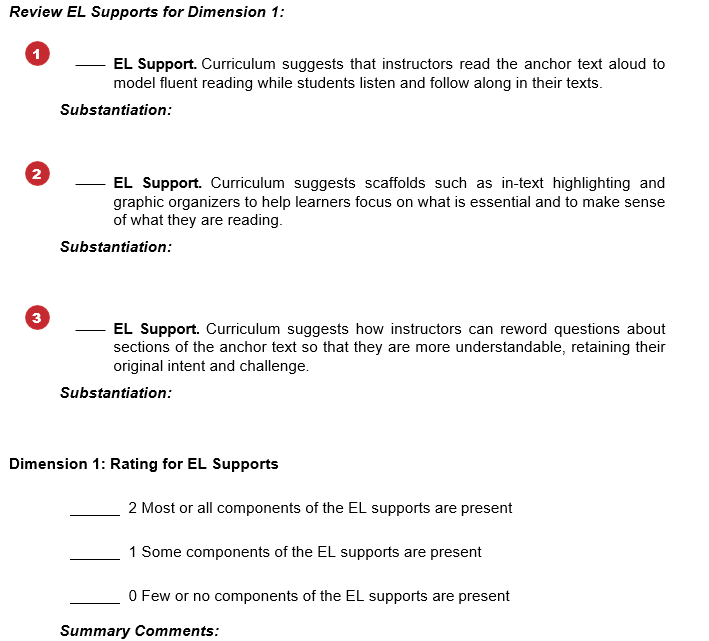 Review EL Supports for Dimension 1:
1
____ EL Support. Curriculum suggests that instructors read the anchor text aloud to
model fluent reading while students listen and follow along in their texts.
Substantiation:
2
____ EL Support. Curriculum suggests scaffolds such as in-text highlighting and
graphic organizers to help learners focus on what is essential and to make sense
of what they are reading.
Substantiation:
3
____ EL Support. Curriculum suggests how instructors can reword questions about
sections of the anchor text so that they are more understandable, retaining their
original intent and challenge.
Substantiation:
Dimension 1: Rating for EL Supports
______ 2 Most or all components of the EL supports are present
______ 1 Some components of the EL supports are present
______ 0 Few or no components of the EL supports are present
Summary Comments: